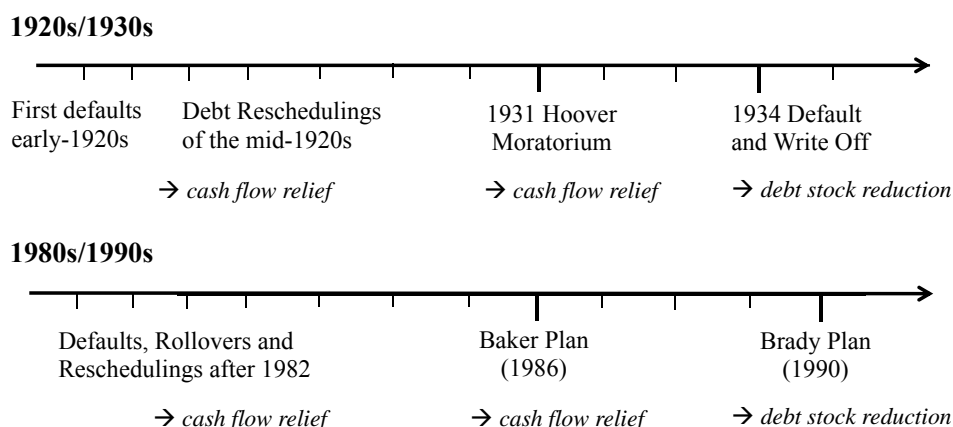 1920s/1930s
First defaults early-1920s
Debt Reschedulings of the mid-1920s
1931 Hoover Moratorium
1934 Default and Write Off
→ cash flow relief
→ cash flow relief
→ debt stock reduction
1980s/1990s
Defaults, Rollovers and Reschedulings after 1982
Baker Plan (1986)
Brady Plan (1990)
→ cash flow relief
→ cash flow relief
→ debt stock reduction